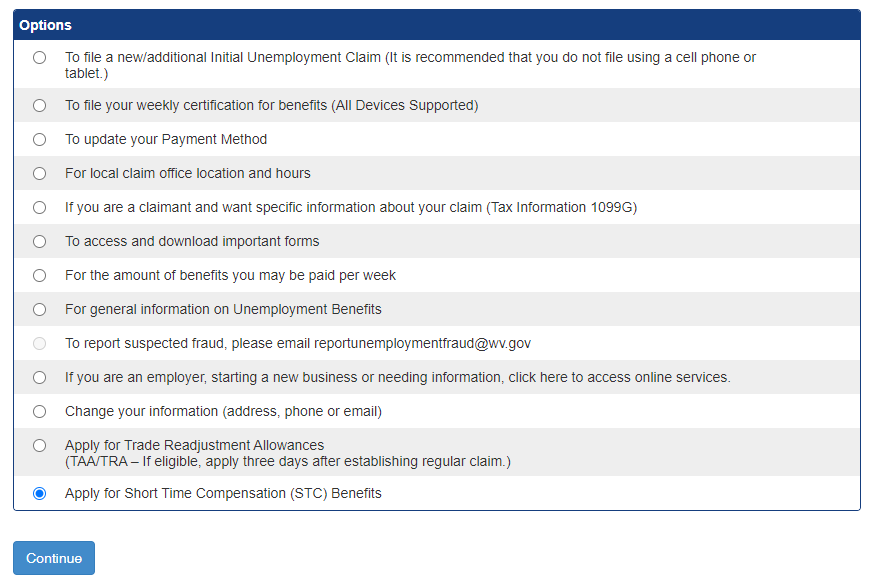 Options
To file a new/additional Initial Unemployment Claim (It is recommended that you do not file using a cell phone or
tablet.)
To file your weekly certification for benefits (All Devices Supported)
To update your Payment Method
For local claim office location and hours
If you are a claimant and want specific information about your claim (Tax Information 1099G)
To access and download important forms
For the amount of benefits you may be paid per week
For general information on Unemployment Benefits
To report suspected fraud, please email reportunemploymentfraud@wv.gov
If you are an employer, starting a new business or needing information, click here to access online services.
Change your information (address, phone or email)
Apply for Trade Readjustment Allowances
(TAA/TRA – If eligible, apply three days after establishing regular claim.)
Apply for Short Time Compensation (STC) Benefits
Continue